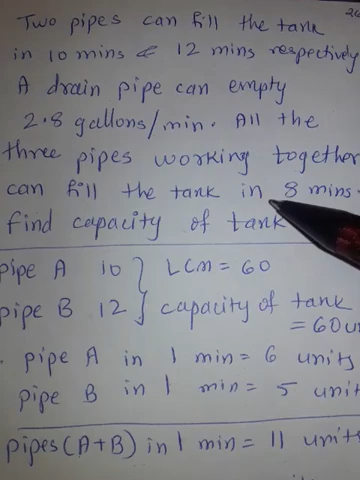 Two pipes can fill the tank
in 10 mins & 12 mins respectively
A drain pipe can empty
2.8 gallons/min. All the
three pipes working together
can fill the tank in 8 mins.
find capacity of tank
pipe A 10 } LCM = 60
pipe B 12 } capacity of tank
= 60 un
pipe A in 1 min = 6 units
pipe B in 1 min = 5 unit
pipes (A+B) in 1 min = 11 units